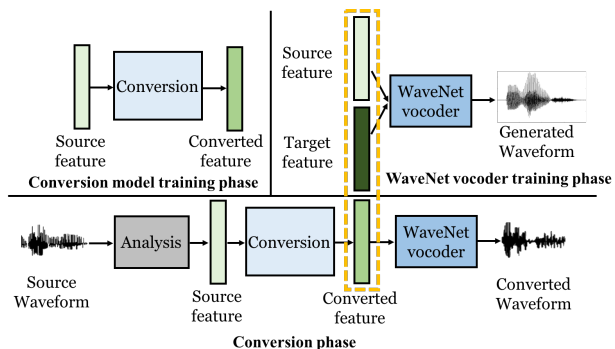 Conversion
Source
feature
Converted
feature
Conversion model training phase
Source
feature
Target
feature
WaveNet
vocoder
Generated
Waveform
WaveNet vocoder training phase
Source
Waveform
Analysis
Source
feature
Conversion
Converted
feature
WaveNet
vocoder
Converted
Waveform
Conversion phase